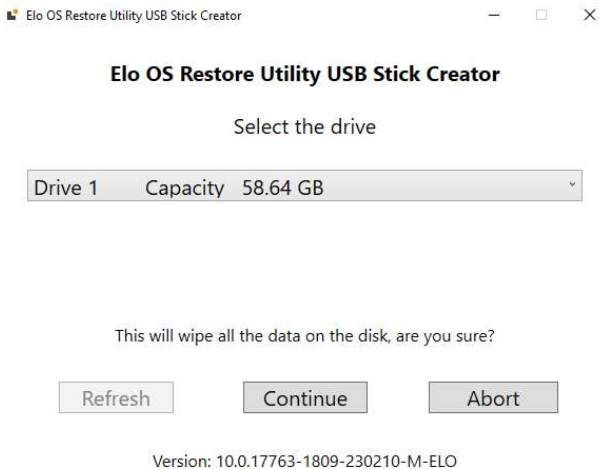 Elo OS Restore Utility USB Stick Creator
Elo OS Restore Utility USB Stick Creator
Select the drive
Drive 1 Capacity 58.64 GB
This will wipe all the data on the disk, are you sure?
Refresh Continue Abort
Version: 10.0.17763-1809-230210-M-ELO